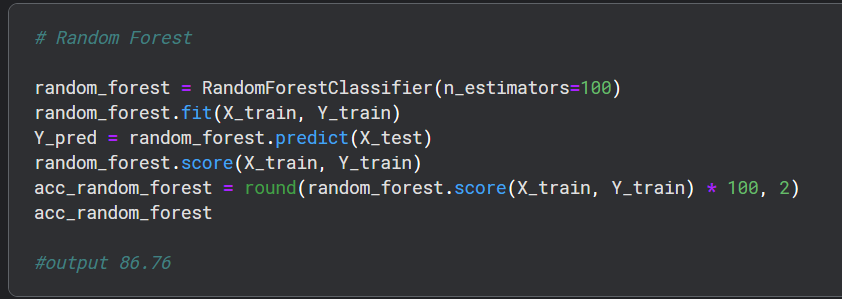 # Random Forest
random_forest = RandomForestClassifier(n_estimators=100)
random_forest.fit(X_train, Y_train)
Y_pred = random_forest.predict(X_test)
random_forest.score(X_train, Y_train)
acc_random_forest = round(random_forest.score(X_train, Y_train) * 100, 2)
acc_random_forest
#output 86.76